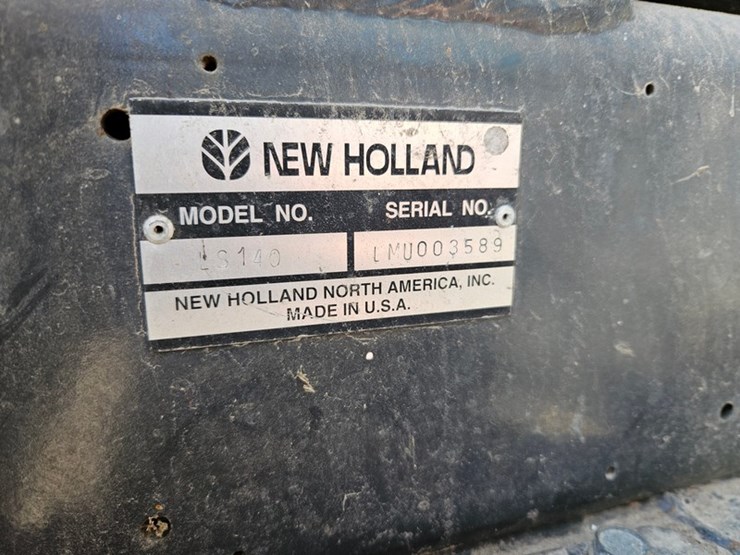 NEW HOLLAND
MODEL NO. SERIAL NO.
LS140 LMU003589
NEW HOLLAND NORTH AMERICA, INC.
MADE IN U.S.A.